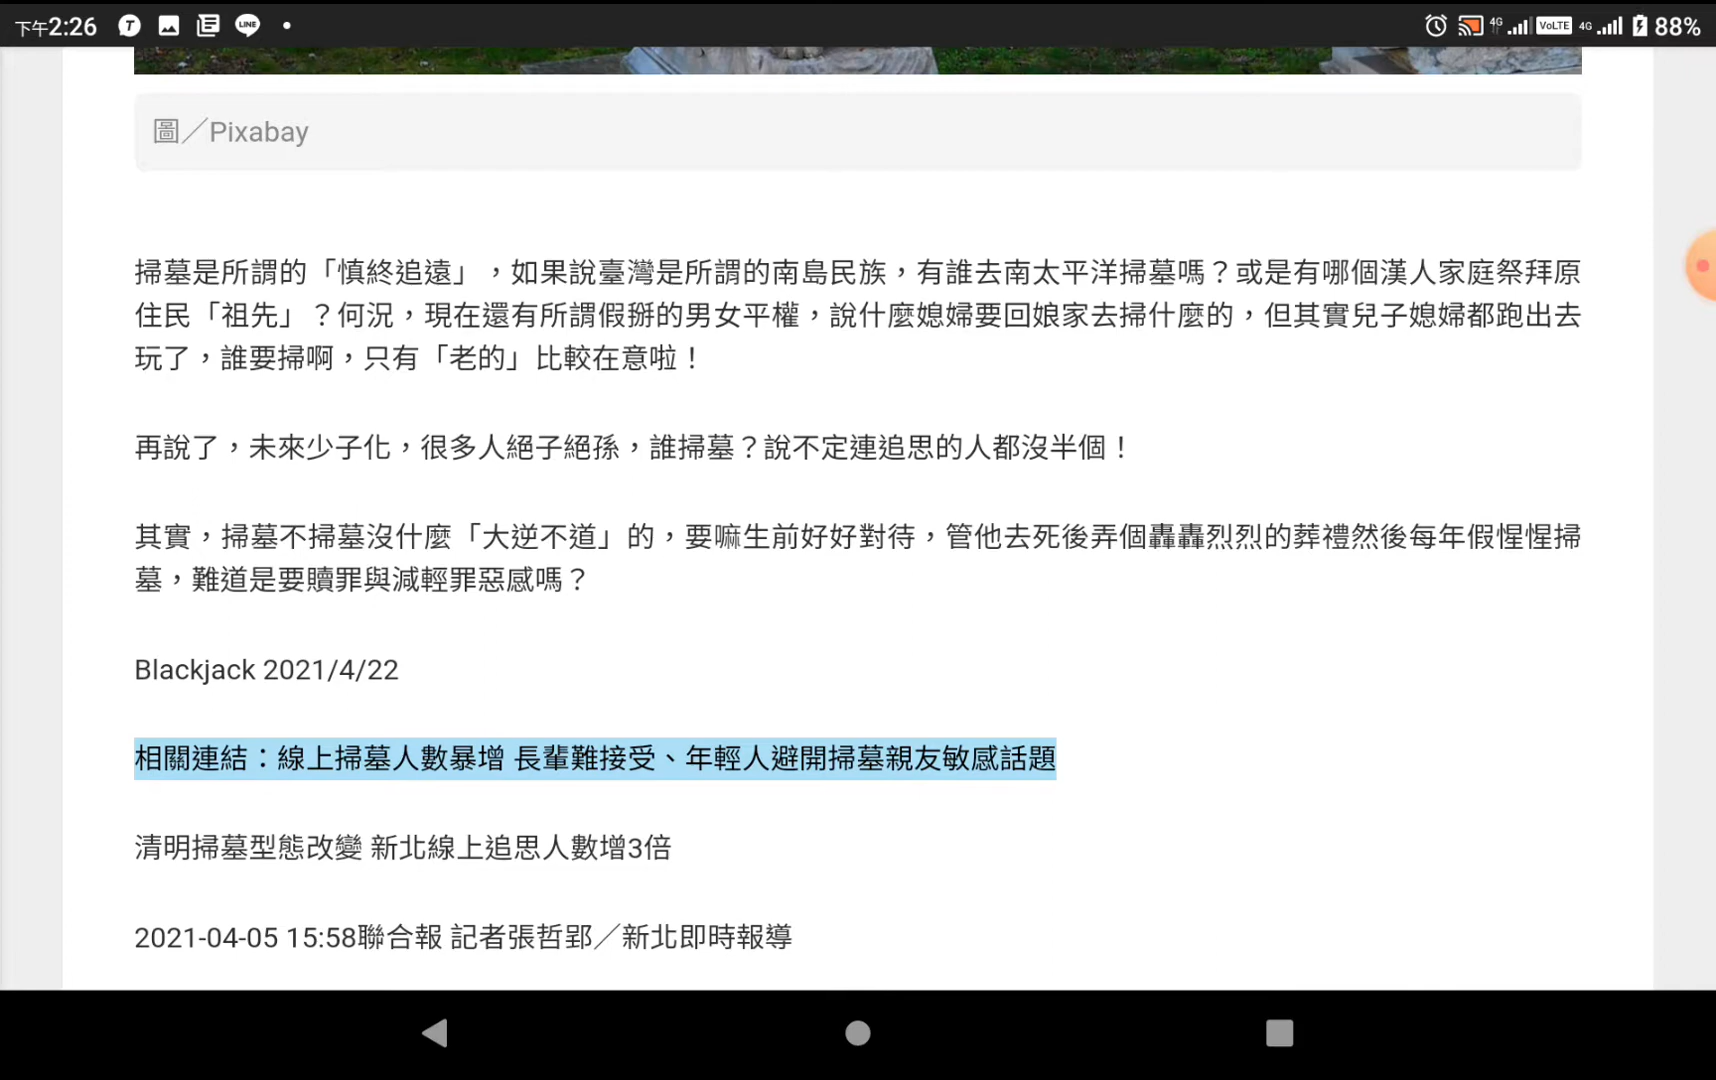 下午2:26 T LINE 4G VoLTE 4G 88%
圖／Pixabay
掃墓是所謂的「慎終追遠」，如果說臺灣是所謂的南島民族，有誰去南太平洋掃墓嗎？或是有哪個漢人家庭祭拜原
住民「祖先」？何況，現在還有所謂假掰的男女平權，說什麼媳婦要回娘家去掃什麼的，但其實兒子媳婦都跑出去
玩了，誰要掃啊，只有「老的」比較在意啦！
再說了，未來少子化，很多人絕子絕孫，誰掃墓？說不定連追思的人都沒半個！
其實，掃墓不掃墓沒什麼「大逆不道」的，要嘛生前好好對待，管他去死後弄個轟轟烈烈的葬禮然後每年假惺惺掃
墓，難道是要贖罪與減輕罪惡感嗎？
Blackjack 2021/4/22
相關連結：線上掃墓人數暴增 長輩難接受、年輕人避開掃墓親友敏感話題
清明掃墓型態改變 新北線上追思人數增3倍
2021-04-05 15:58聯合報 記者張哲郢／新北即時報導